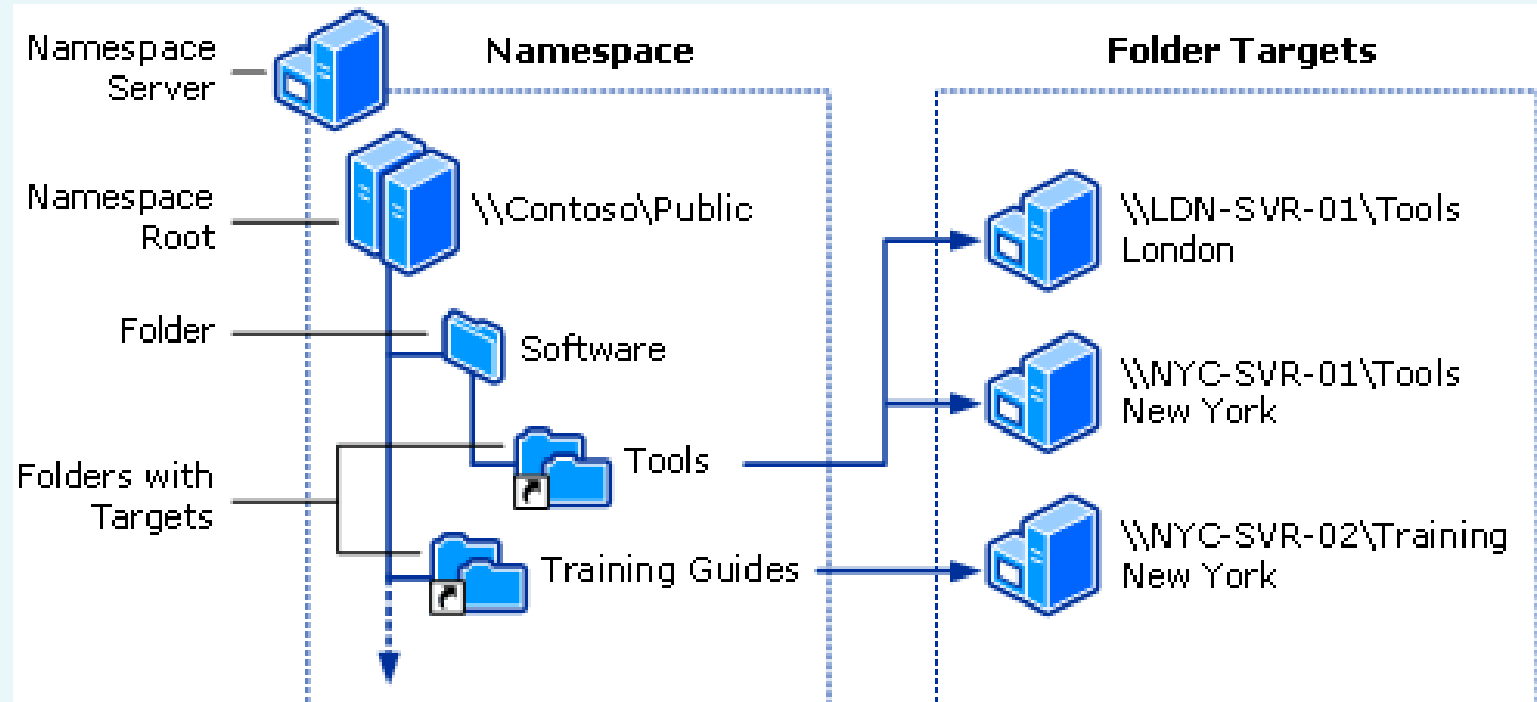 Namespace
Server
Namespace
Folder Targets
Namespace
Root
\\Contoso\Public
\\LDN-SVR-01\Tools
London
Folder
Software
\\NYC-SVR-01\Tools
New York
Folders with
Targets
Tools
Training Guides
\\NYC-SVR-02\Training
New York